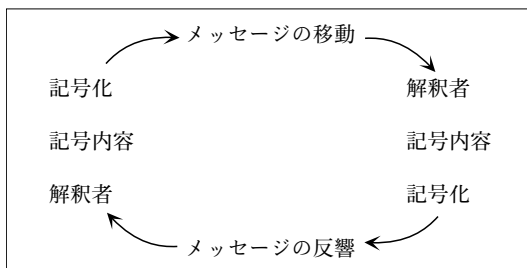 メッセージの移動
記号化
解釈者
記号内容
記号内容
解釈者
記号化
メッセージの反響